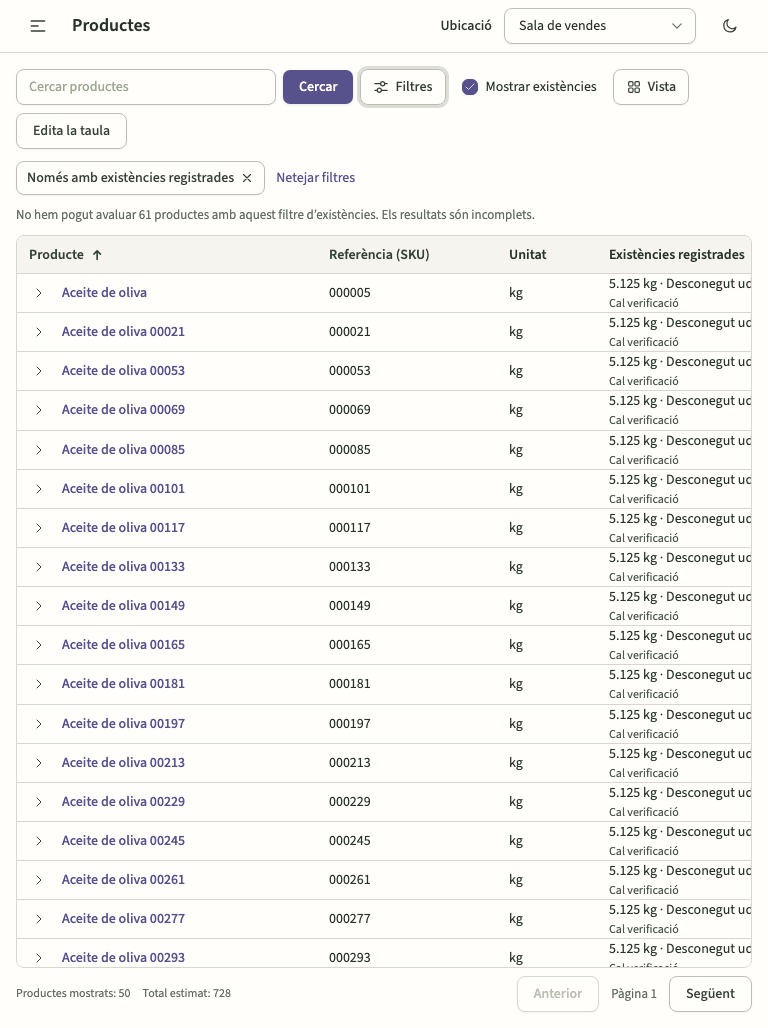 Productes
Ubicació
Sala de vendes
Cercar productes
Cercar
Filtres
Mostrar existències
Vista
Edita la taula
Només amb existències registrades
Netejar filtres
No hem pogut avaluar 61 productes amb aquest filtre d'existències. Els resultats són incomplets.
Producte Referència (SKU) Unitat Existències registrades
Aceite de oliva 000005 kg 5.125 kg · Desconegut
Cal verificació
Aceite de oliva 00021 000021 kg 5.125 kg · Desconegut
Cal verificació
Aceite de oliva 00053 000053 kg 5.125 kg · Desconegut
Cal verificació
Aceite de oliva 00069 000069 kg 5.125 kg · Desconegut
Cal verificació
Aceite de oliva 00085 000085 kg 5.125 kg · Desconegut
Cal verificació
Aceite de oliva 00101 000101 kg 5.125 kg · Desconegut
Cal verificació
Aceite de oliva 00117 000117 kg 5.125 kg · Desconegut
Cal verificació
Aceite de oliva 00133 000133 kg 5.125 kg · Desconegut
Cal verificació
Aceite de oliva 00149 000149 kg 5.125 kg · Desconegut
Cal verificació
Aceite de oliva 00165 000165 kg 5.125 kg · Desconegut
Cal verificació
Aceite de oliva 00181 000181 kg 5.125 kg · Desconegut
Cal verificació
Aceite de oliva 00197 000197 kg 5.125 kg · Desconegut
Cal verificació
Aceite de oliva 00213 000213 kg 5.125 kg · Desconegut
Cal verificació
Aceite de oliva 00229 000229 kg 5.125 kg · Desconegut
Cal verificació
Aceite de oliva 00245 000245 kg 5.125 kg · Desconegut
Cal verificació
Aceite de oliva 00261 000261 kg 5.125 kg · Desconegut
Cal verificació
Aceite de oliva 00277 000277 kg 5.125 kg · Desconegut
Cal verificació
Aceite de oliva 00293 000293 kg 5.125 kg · Desconegut
Productes mostrats: 50 Total estimat: 728
Anterior
Pàgina 1
Següent